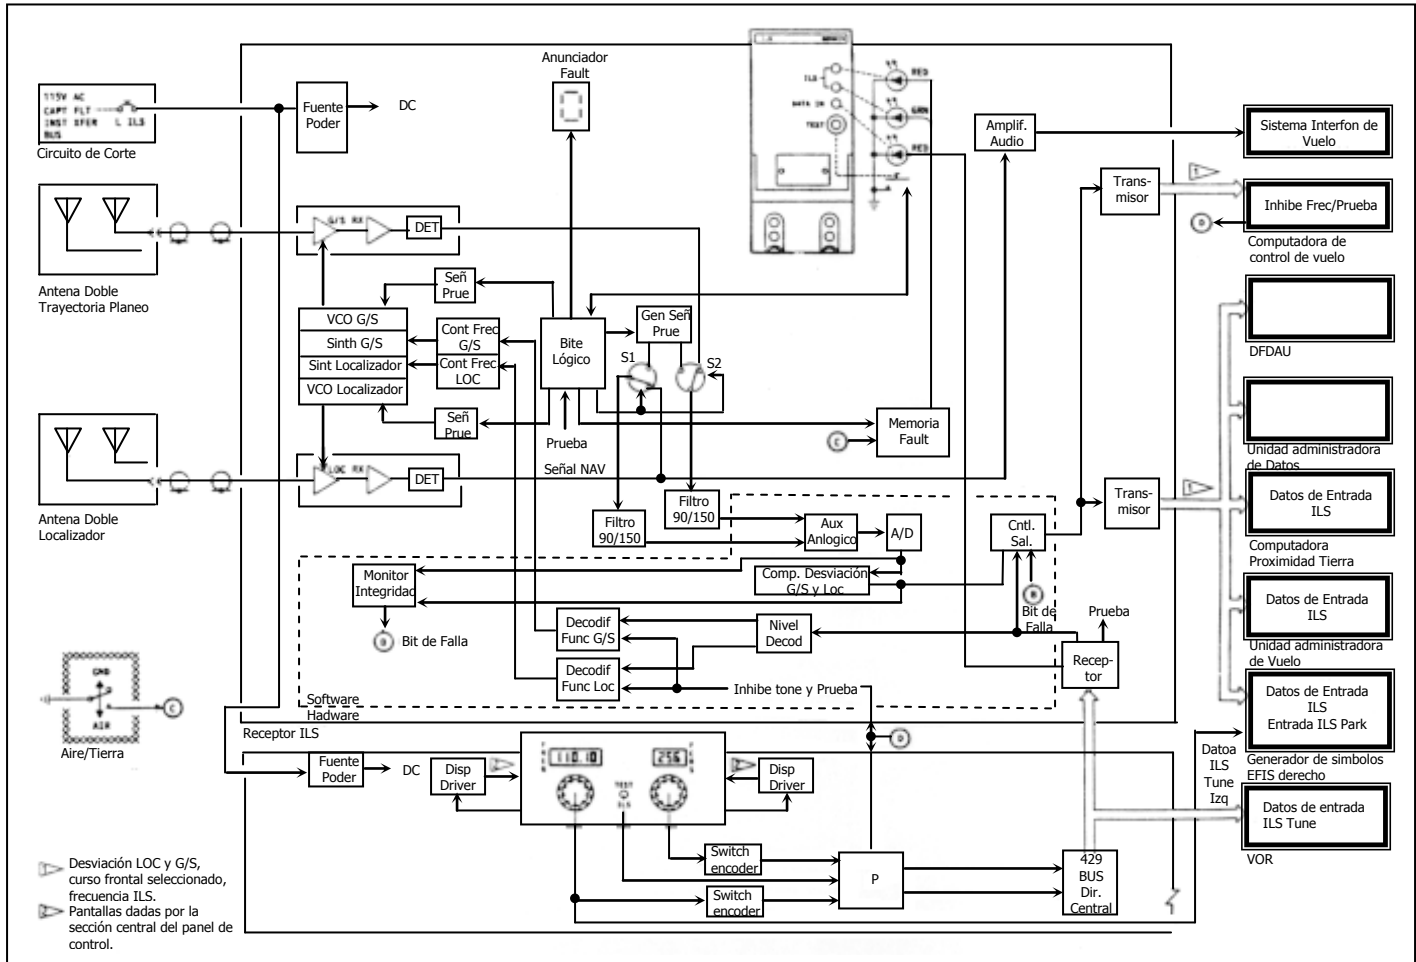 Anunciador
Fault
115V AC
CAPT FLT
INST XFER L ILS
BUS
Circuito de Corte
Fuente
Poder
DC
ILS
DATA IN
TEST
RED
GRN
RED
Amplif.
Audio
Sistema Interfon de
Vuelo
Trans-
misor
1
Inhibe Frec/Prueba
D
Computadora de
control de vuelo
Antena Doble
Trayectoria Planeo
G/S RX
DET
Señ
Prue
VCO G/S
Sinth G/S
Sint Localizador
VCO Localizador
Cont Frec
G/S
Cont Frec
LOC
Bite
Lógico
Gen Señ
Prue
S1
S2
DFDAU
Señ
Prue
Prueba
C
Memoria
Fault
Unidad administradora
de Datos
Antena Doble
Localizador
LOC RX
DET
Señal NAV
Filtro
90/150
Filtro
90/150
Aux
Anlogico
A/D
Cntl.
Sal.
Trans-
misor
1
Datos de Entrada
ILS
Computadora
Proximidad Tierra
Monitor
Integridad
Comp. Desviación
G/S y Loc
B
Bit de
Falla
Prueba
Datos de Entrada
ILS
Unidad administradora
de Vuelo
Bit de Falla
Decodif
Func G/S
Nivel
Decod
Decodif
Func Loc
Recep-
tor
Inhibe tone y Prueba
Software
Hadware
Receptor ILS
GND
AIR
C
Aire/Tierra
Datos de Entrada
ILS
Entrada ILS Park
Generador de simbolos
EFIS derecho
Datoa
ILS
Tune
Izq
D
Fuente
Poder
DC
Disp
Driver
2
110.10
TEST
ILS
256
2
Disp
Driver
Datos de entrada
ILS Tune
VOR
Switch
encoder
Switch
encoder
P
429
BUS
Dir.
Central
1
Desviación LOC y G/S,
curso frontal seleccionado,
frecuencia ILS.
2
Pantallas dadas por la
sección central del panel de
control.